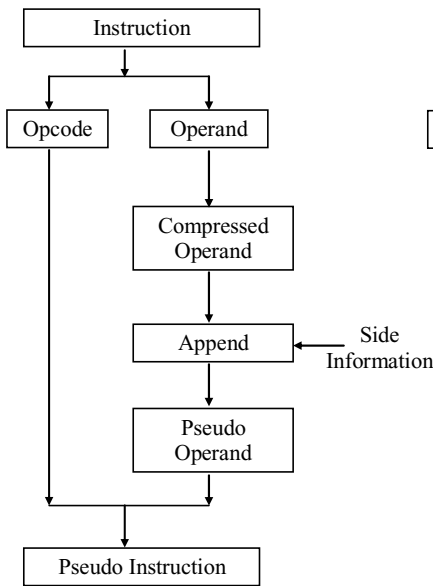 Instruction
Opcode
Operand
Compressed
Operand
Append
Side
Information
Pseudo
Operand
Pseudo Instruction